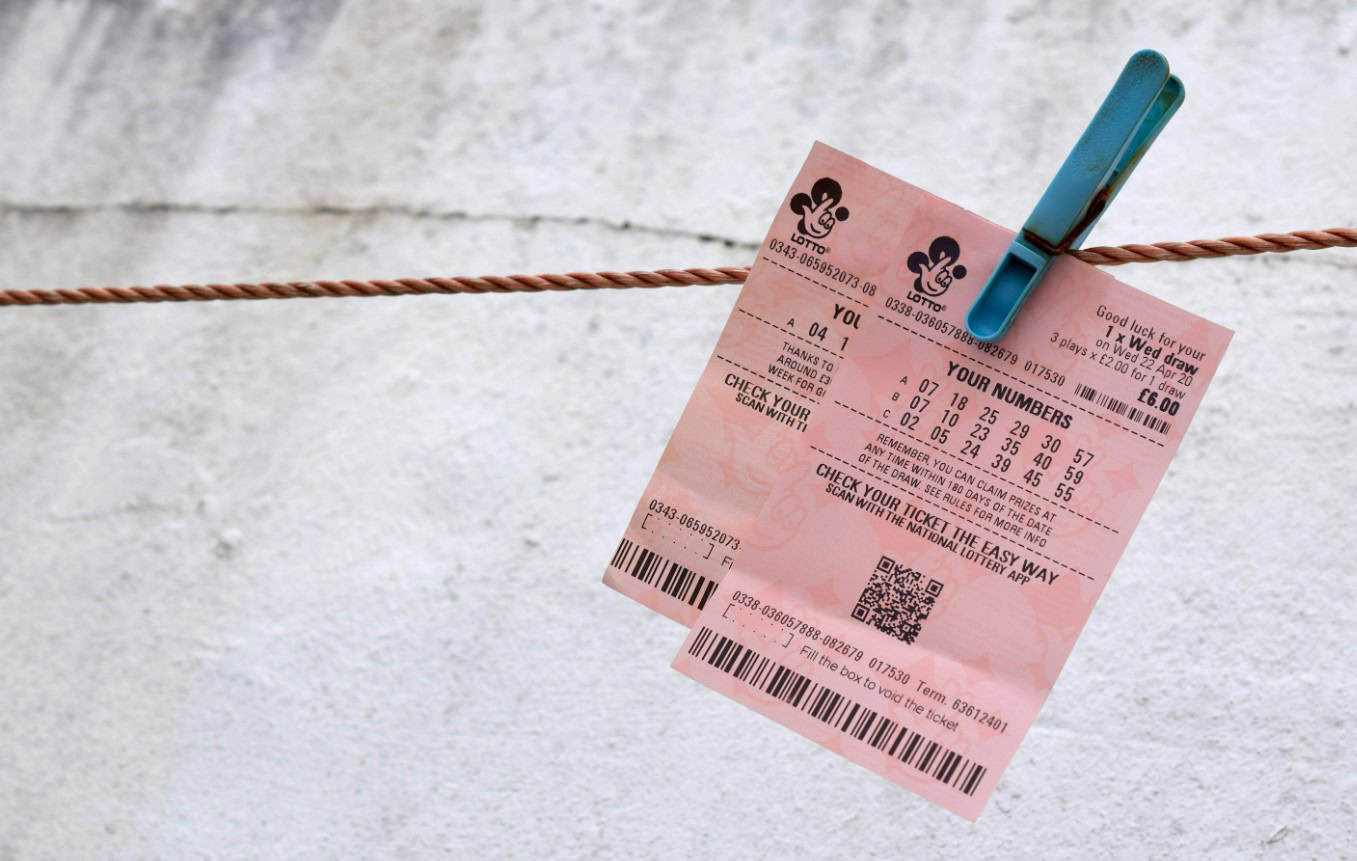 LOTTO®
0343-065952073-08
YOU
A 04 1
THANKS TO
AROUND £3
WEEK FOR G
CHECK YOUR
SCAN WITH T
0343-065952073-
[ ] F
LOTTO®
0338-036057888-082679 017530
Good luck for your
1 x Wed draw
on Wed 22 Apr 20
3 plays x £2.00 for 1 draw
£6.00
YOUR NUMBERS
A 07 18 25 29 30 57
B 07 10 23 35 40 59
C 02 05 24 39 45 55
REMEMBER, YOU CAN CLAIM PRIZES AT
ANY TIME WITHIN 180 DAYS OF THE DATE
OF THE DRAW. SEE RULES FOR MORE INFO
CHECK YOUR TICKET THE EASY WAY
SCAN WITH THE NATIONAL LOTTERY APP
0338-036057888-082679 017530 Term. 63612401
[ ] Fill the box to void the ticket